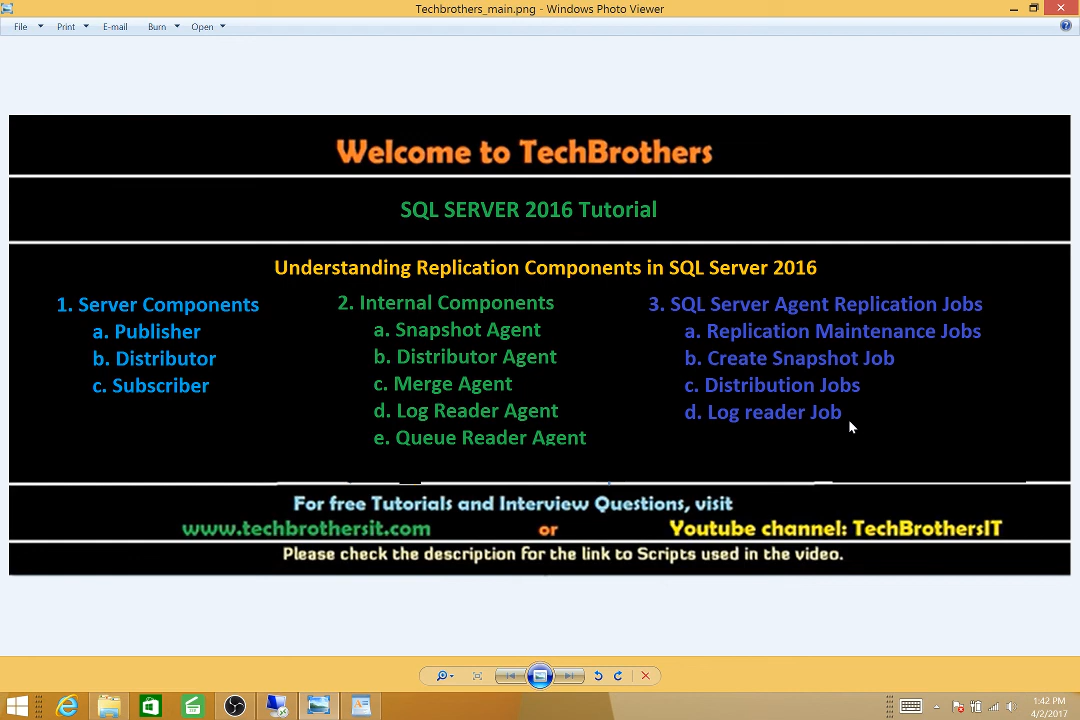 Techbrothers_main.png - Windows Photo Viewer
File Print E-mail Burn Open
Welcome to TechBrothers
SQL SERVER 2016 Tutorial
Understanding Replication Components in SQL Server 2016
1. Server Components
a. Publisher
b. Distributor
c. Subscriber
2. Internal Components
a. Snapshot Agent
b. Distributor Agent
c. Merge Agent
d. Log Reader Agent
e. Queue Reader Agent
3. SQL Server Agent Replication Jobs
a. Replication Maintenance Jobs
b. Create Snapshot Job
c. Distribution Jobs
d. Log reader Job
For free Tutorials and Interview Questions, visit
www.techbrothersit.com or Youtube channel: TechBrothersIT
Please check the description for the link to Scripts used in the video.
1:42 PM
4/2/2017